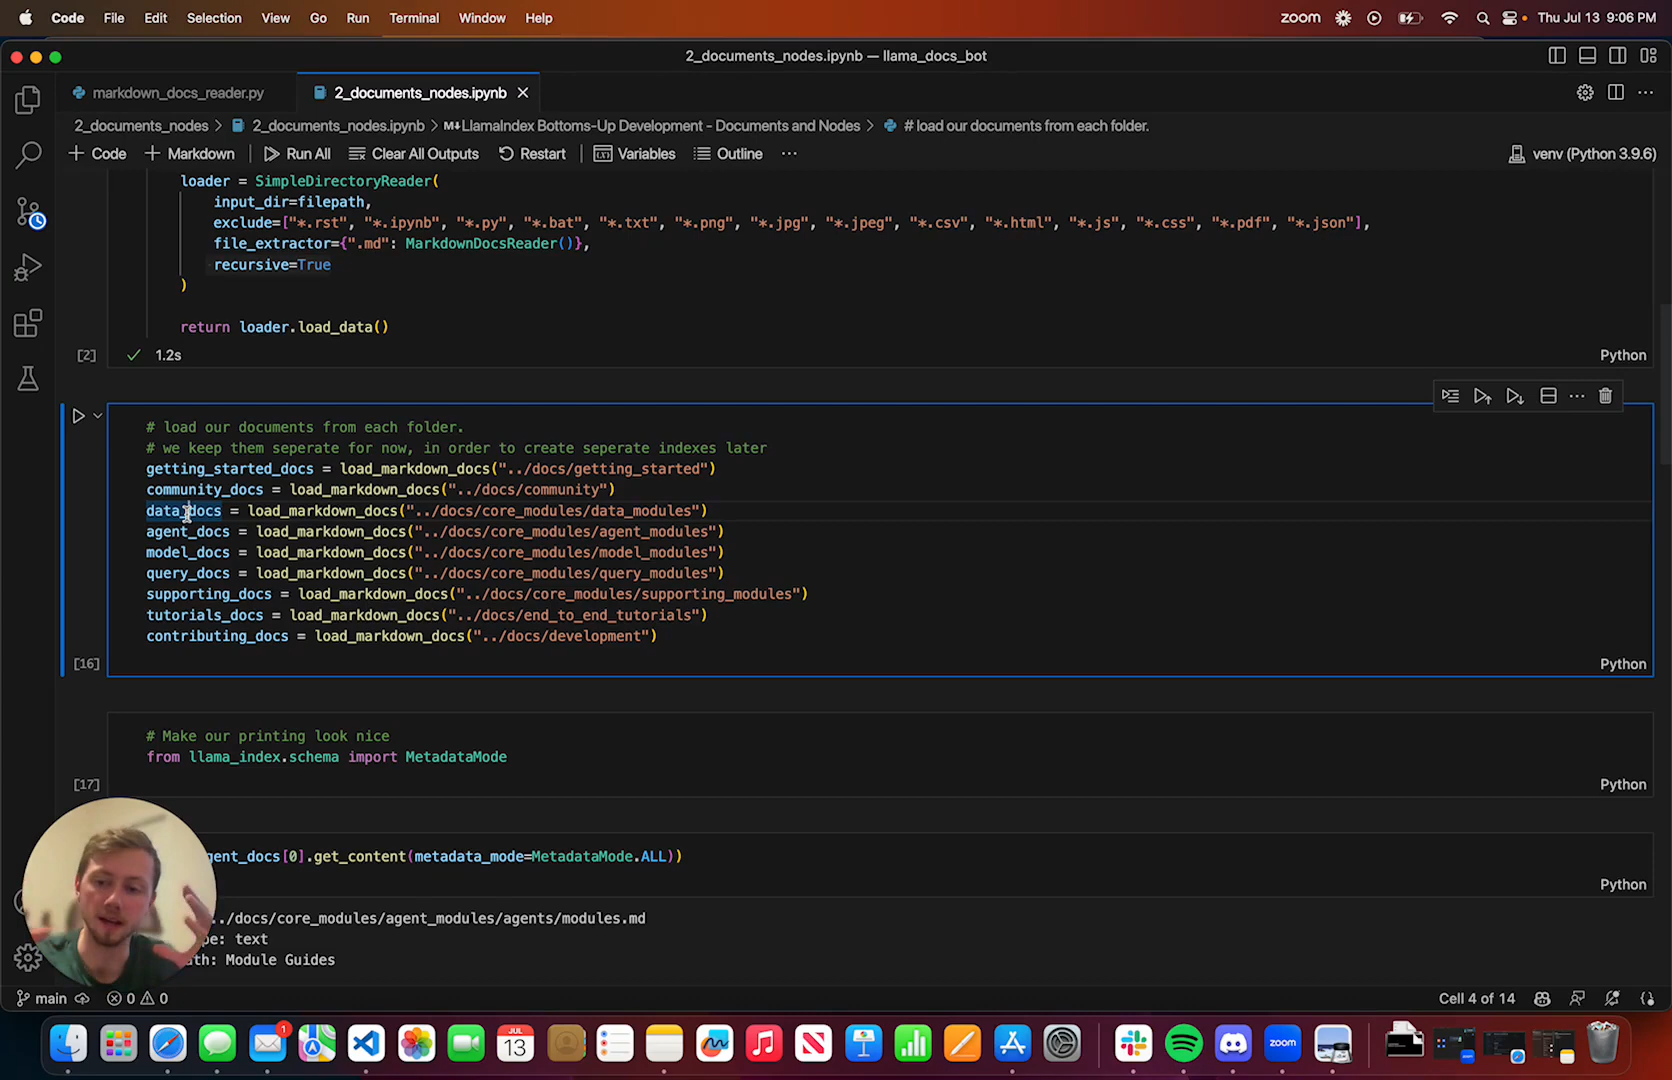 Code File Edit Selection View Go Run Terminal Window Help zoom Thu Jul 13 9:06 PM
2_documents_nodes.ipynb — llama_docs_bot
markdown_docs_reader.py 2_documents_nodes.ipynb
2_documents_nodes > 2_documents_nodes.ipynb > M↓LlamaIndex Bottoms-Up Development - Documents and Nodes > # load our documents from each folder.
+ Code + Markdown Run All Clear All Outputs Restart Variables Outline ··· venv (Python 3.9.6)
loader = SimpleDirectoryReader(
input_dir=filepath,
exclude=["*.rst", "*.ipynb", "*.py", "*.bat", "*.txt", "*.png", "*.jpg", "*.jpeg", "*.csv", "*.html", "*.js", "*.css", "*.pdf", "*.json"],
file_extractor={".md": MarkdownDocsReader()},
recursive=True
)
return loader.load_data()
[2] 1.2s Python
# load our documents from each folder.
# we keep them seperate for now, in order to create seperate indexes later
getting_started_docs = load_markdown_docs("../docs/getting_started")
community_docs = load_markdown_docs("../docs/community")
data_docs = load_markdown_docs("../docs/core_modules/data_modules")
agent_docs = load_markdown_docs("../docs/core_modules/agent_modules")
model_docs = load_markdown_docs("../docs/core_modules/model_modules")
query_docs = load_markdown_docs("../docs/core_modules/query_modules")
supporting_docs = load_markdown_docs("../docs/core_modules/supporting_modules")
tutorials_docs = load_markdown_docs("../docs/end_to_end_tutorials")
contributing_docs = load_markdown_docs("../docs/development")
[16] Python
# Make our printing look nice
from llama_index.schema import MetadataMode
[17] Python
gent_docs[0].get_content(metadata_mode=MetadataMode.ALL))
Python
../docs/core_modules/agent_modules/agents/modules.md
pe: text
ath: Module Guides
main 0 0 Cell 4 of 14
1 JUL 13 zoom